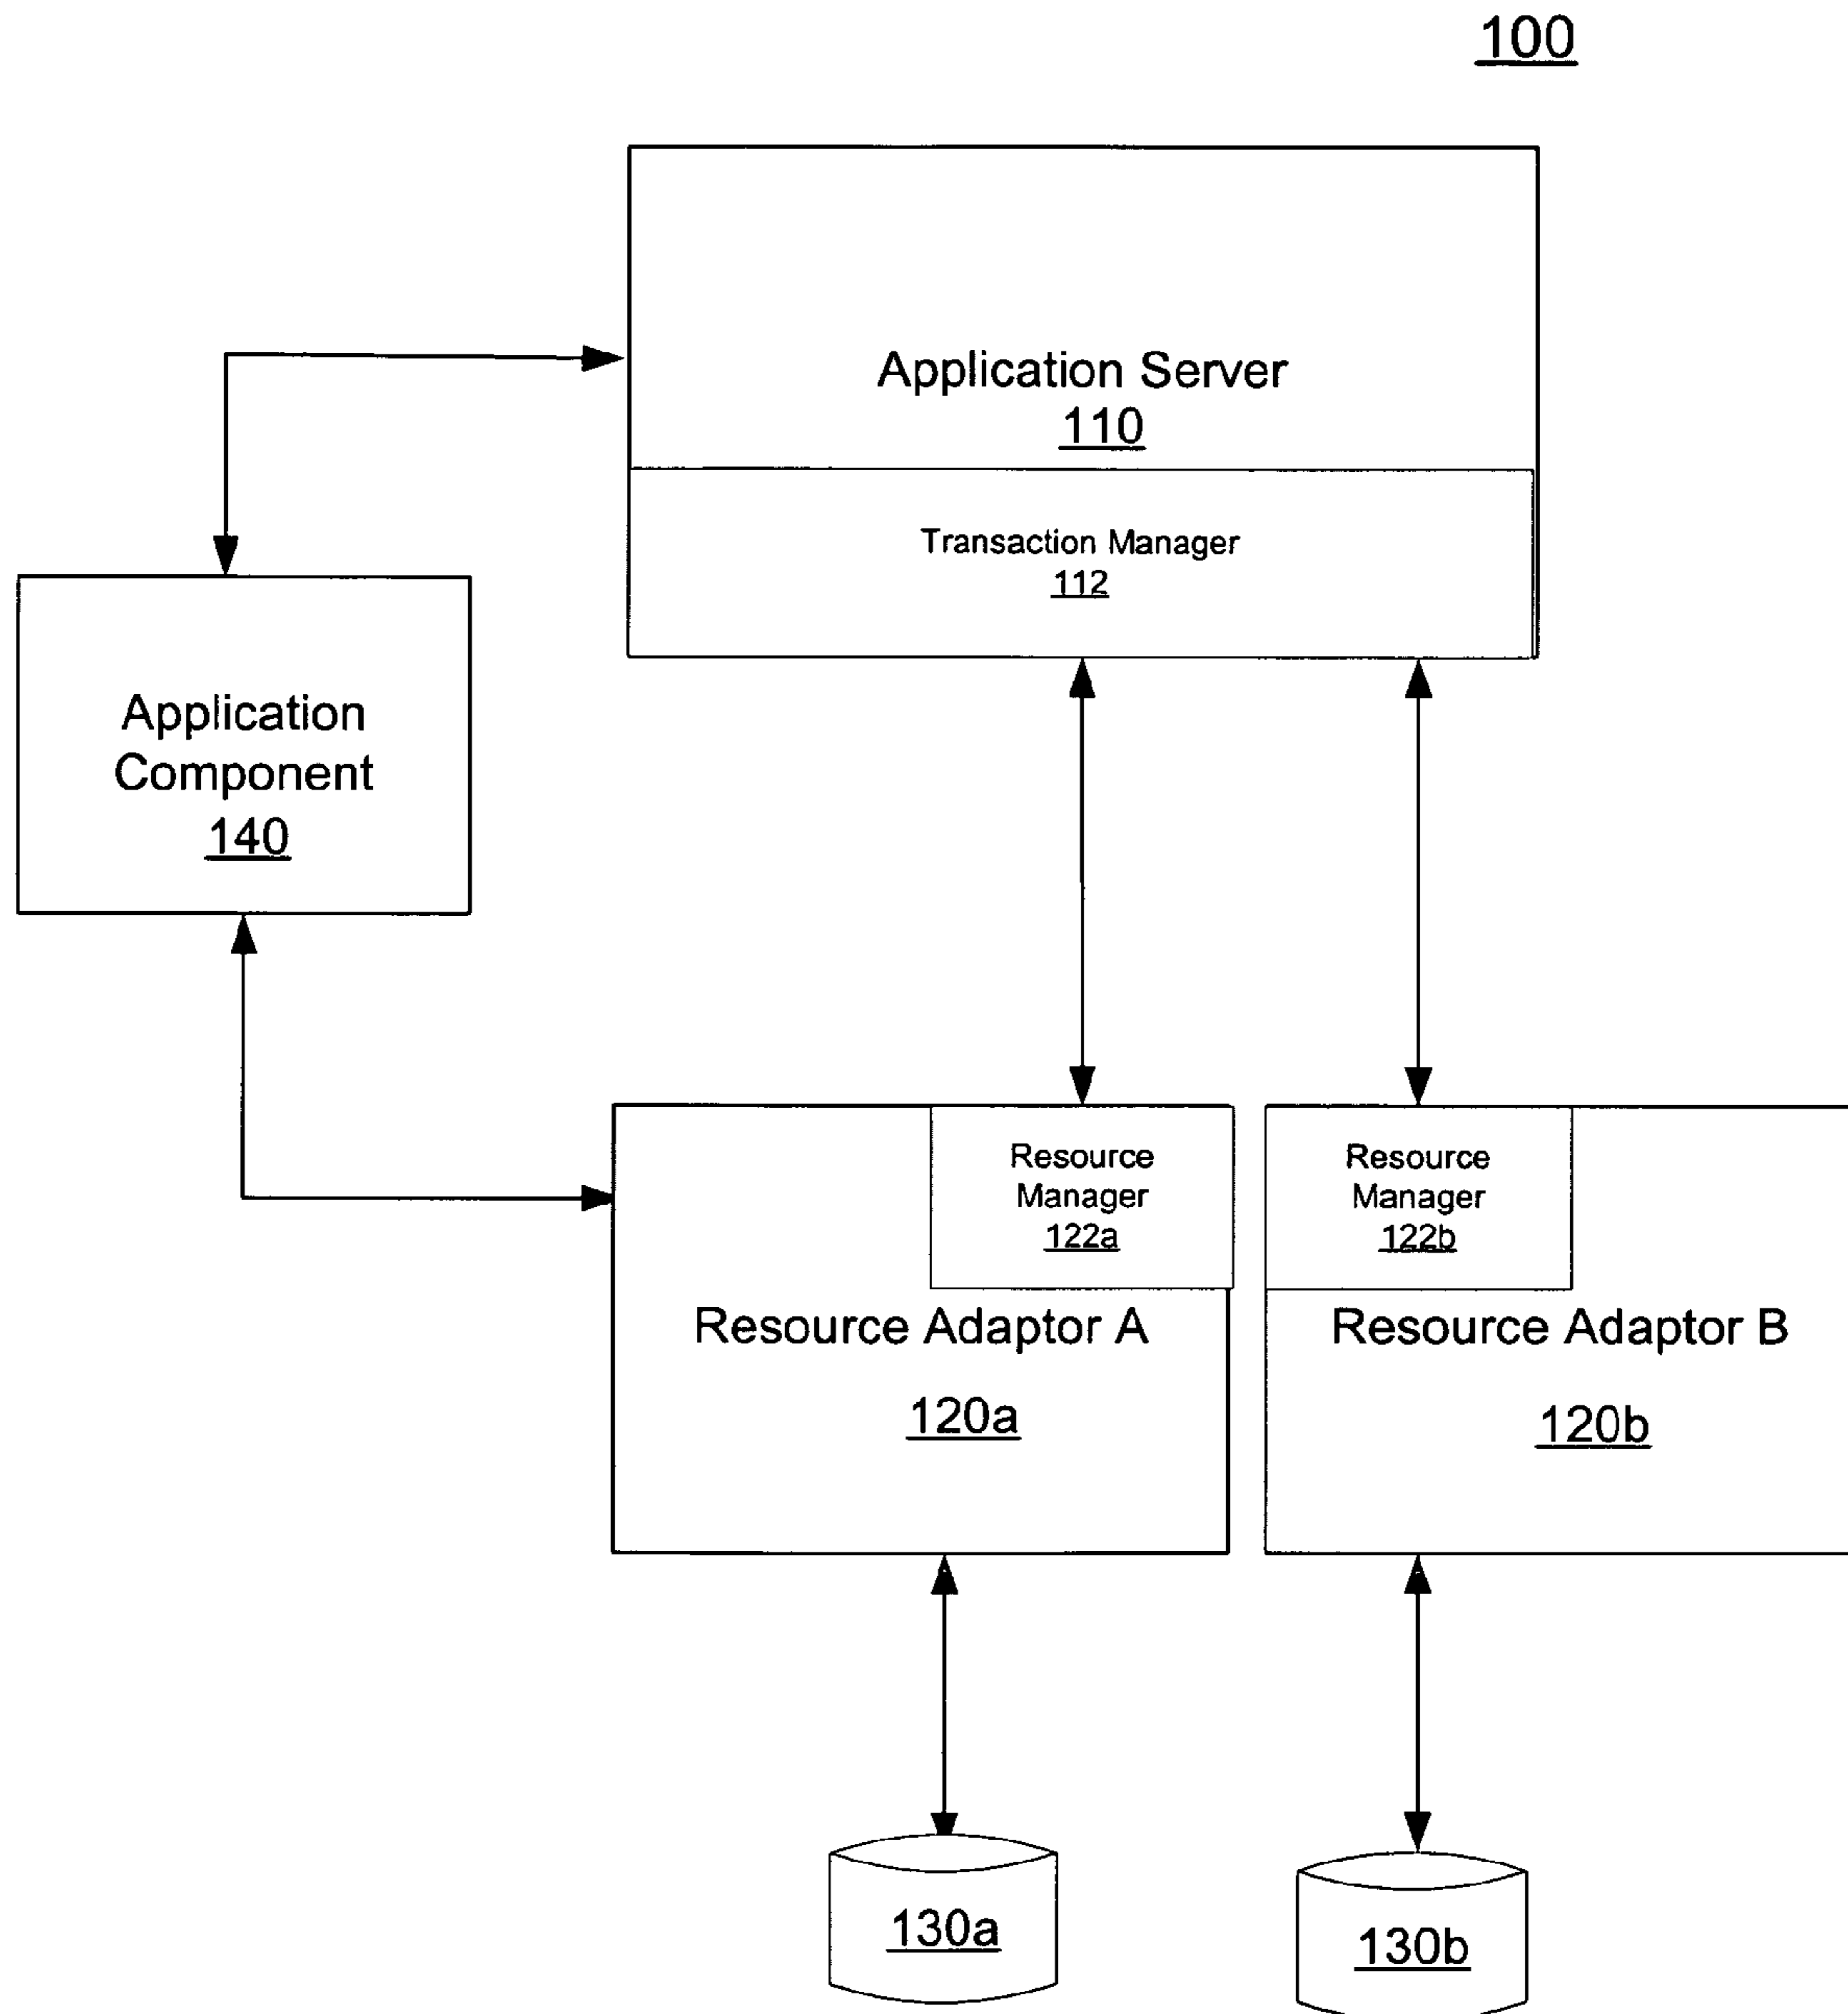 100
Application Server
110
Transaction Manager
112
Application
Component
140
Resource
Manager
122a
Resource Adaptor A
120a
Resource
Manager
122b
Resource Adaptor B
120b
130a
130b